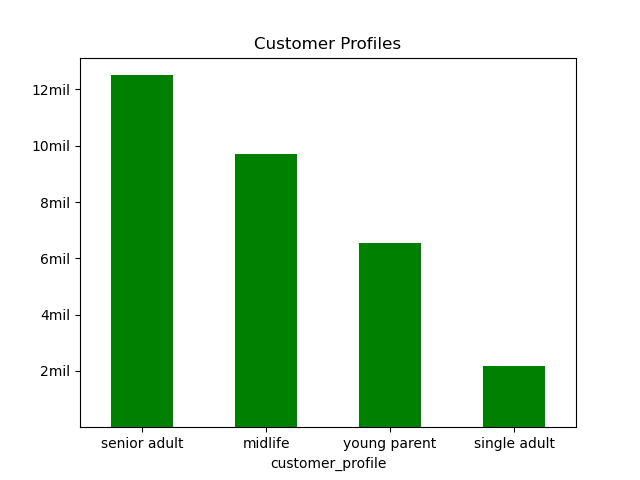 Customer Profiles
12mil
10mil
8mil
6mil
4mil
2mil
senior adult midlife young parent single adult
customer_profile